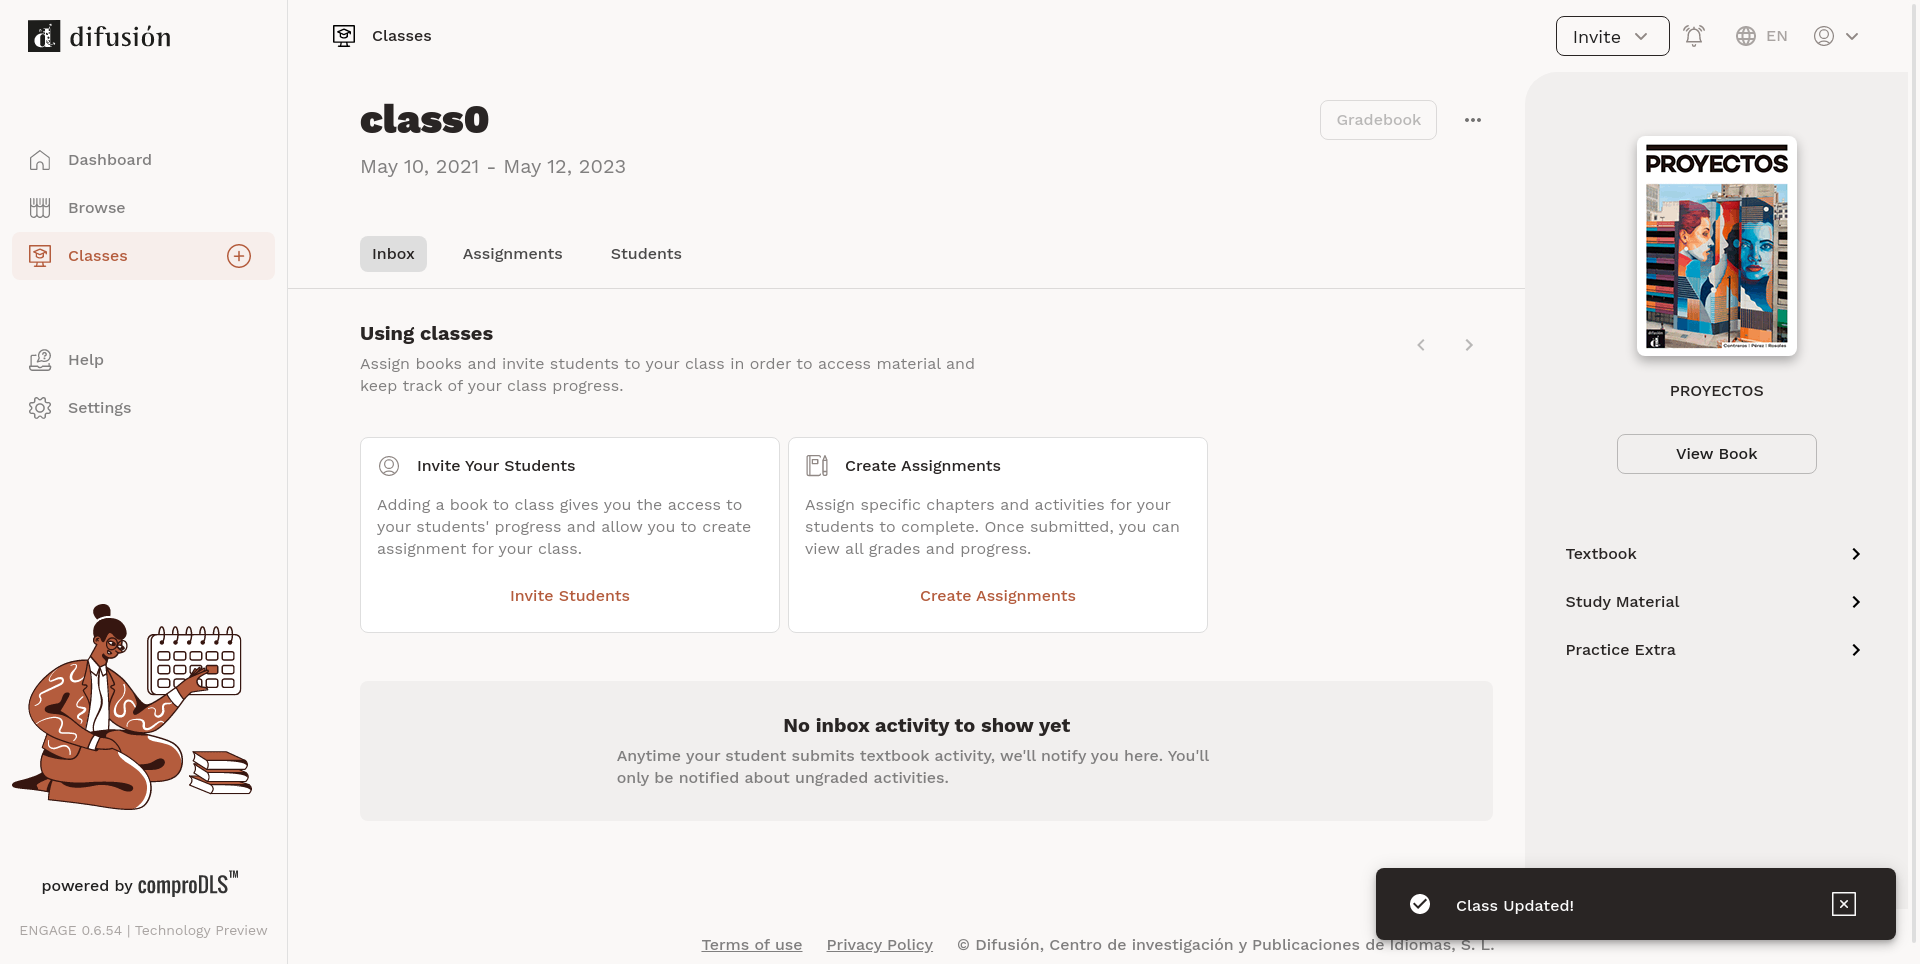 difusión
Dashboard
Browse
Classes
Help
Settings
powered by comproDLS™
ENGAGE 0.6.54 | Technology Preview
Classes
Invite
EN
class0
Gradebook
May 10, 2021 - May 12, 2023
Inbox
Assignments
Students
Using classes
Assign books and invite students to your class in order to access material and
keep track of your class progress.
Invite Your Students
Adding a book to class gives you the access to
your students' progress and allow you to create
assignment for your class.
Invite Students
Create Assignments
Assign specific chapters and activities for your
students to complete. Once submitted, you can
view all grades and progress.
Create Assignments
No inbox activity to show yet
Anytime your student submits textbook activity, we'll notify you here. You'll
only be notified about ungraded activities.
PROYECTOS
difusión
Contreras | Pérez | Rosales
PROYECTOS
View Book
Textbook
Study Material
Practice Extra
Class Updated!
Terms of use
Privacy Policy
© Difusión, Centro de investigación y Publicaciones de Idiomas, S. L.